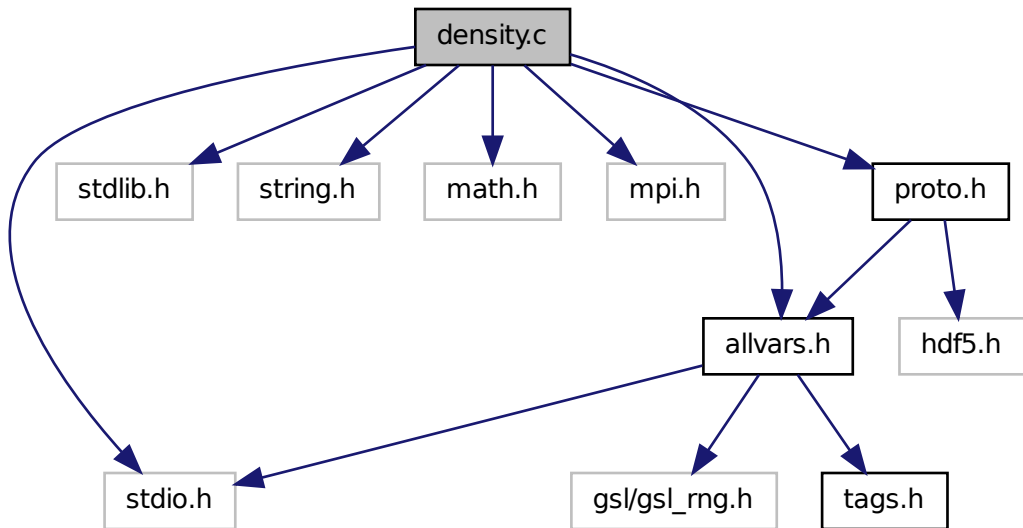 density.c
stdlib.h
string.h
math.h
mpi.h
proto.h
allvars.h
hdf5.h
stdio.h
gsl/gsl_rng.h
tags.h